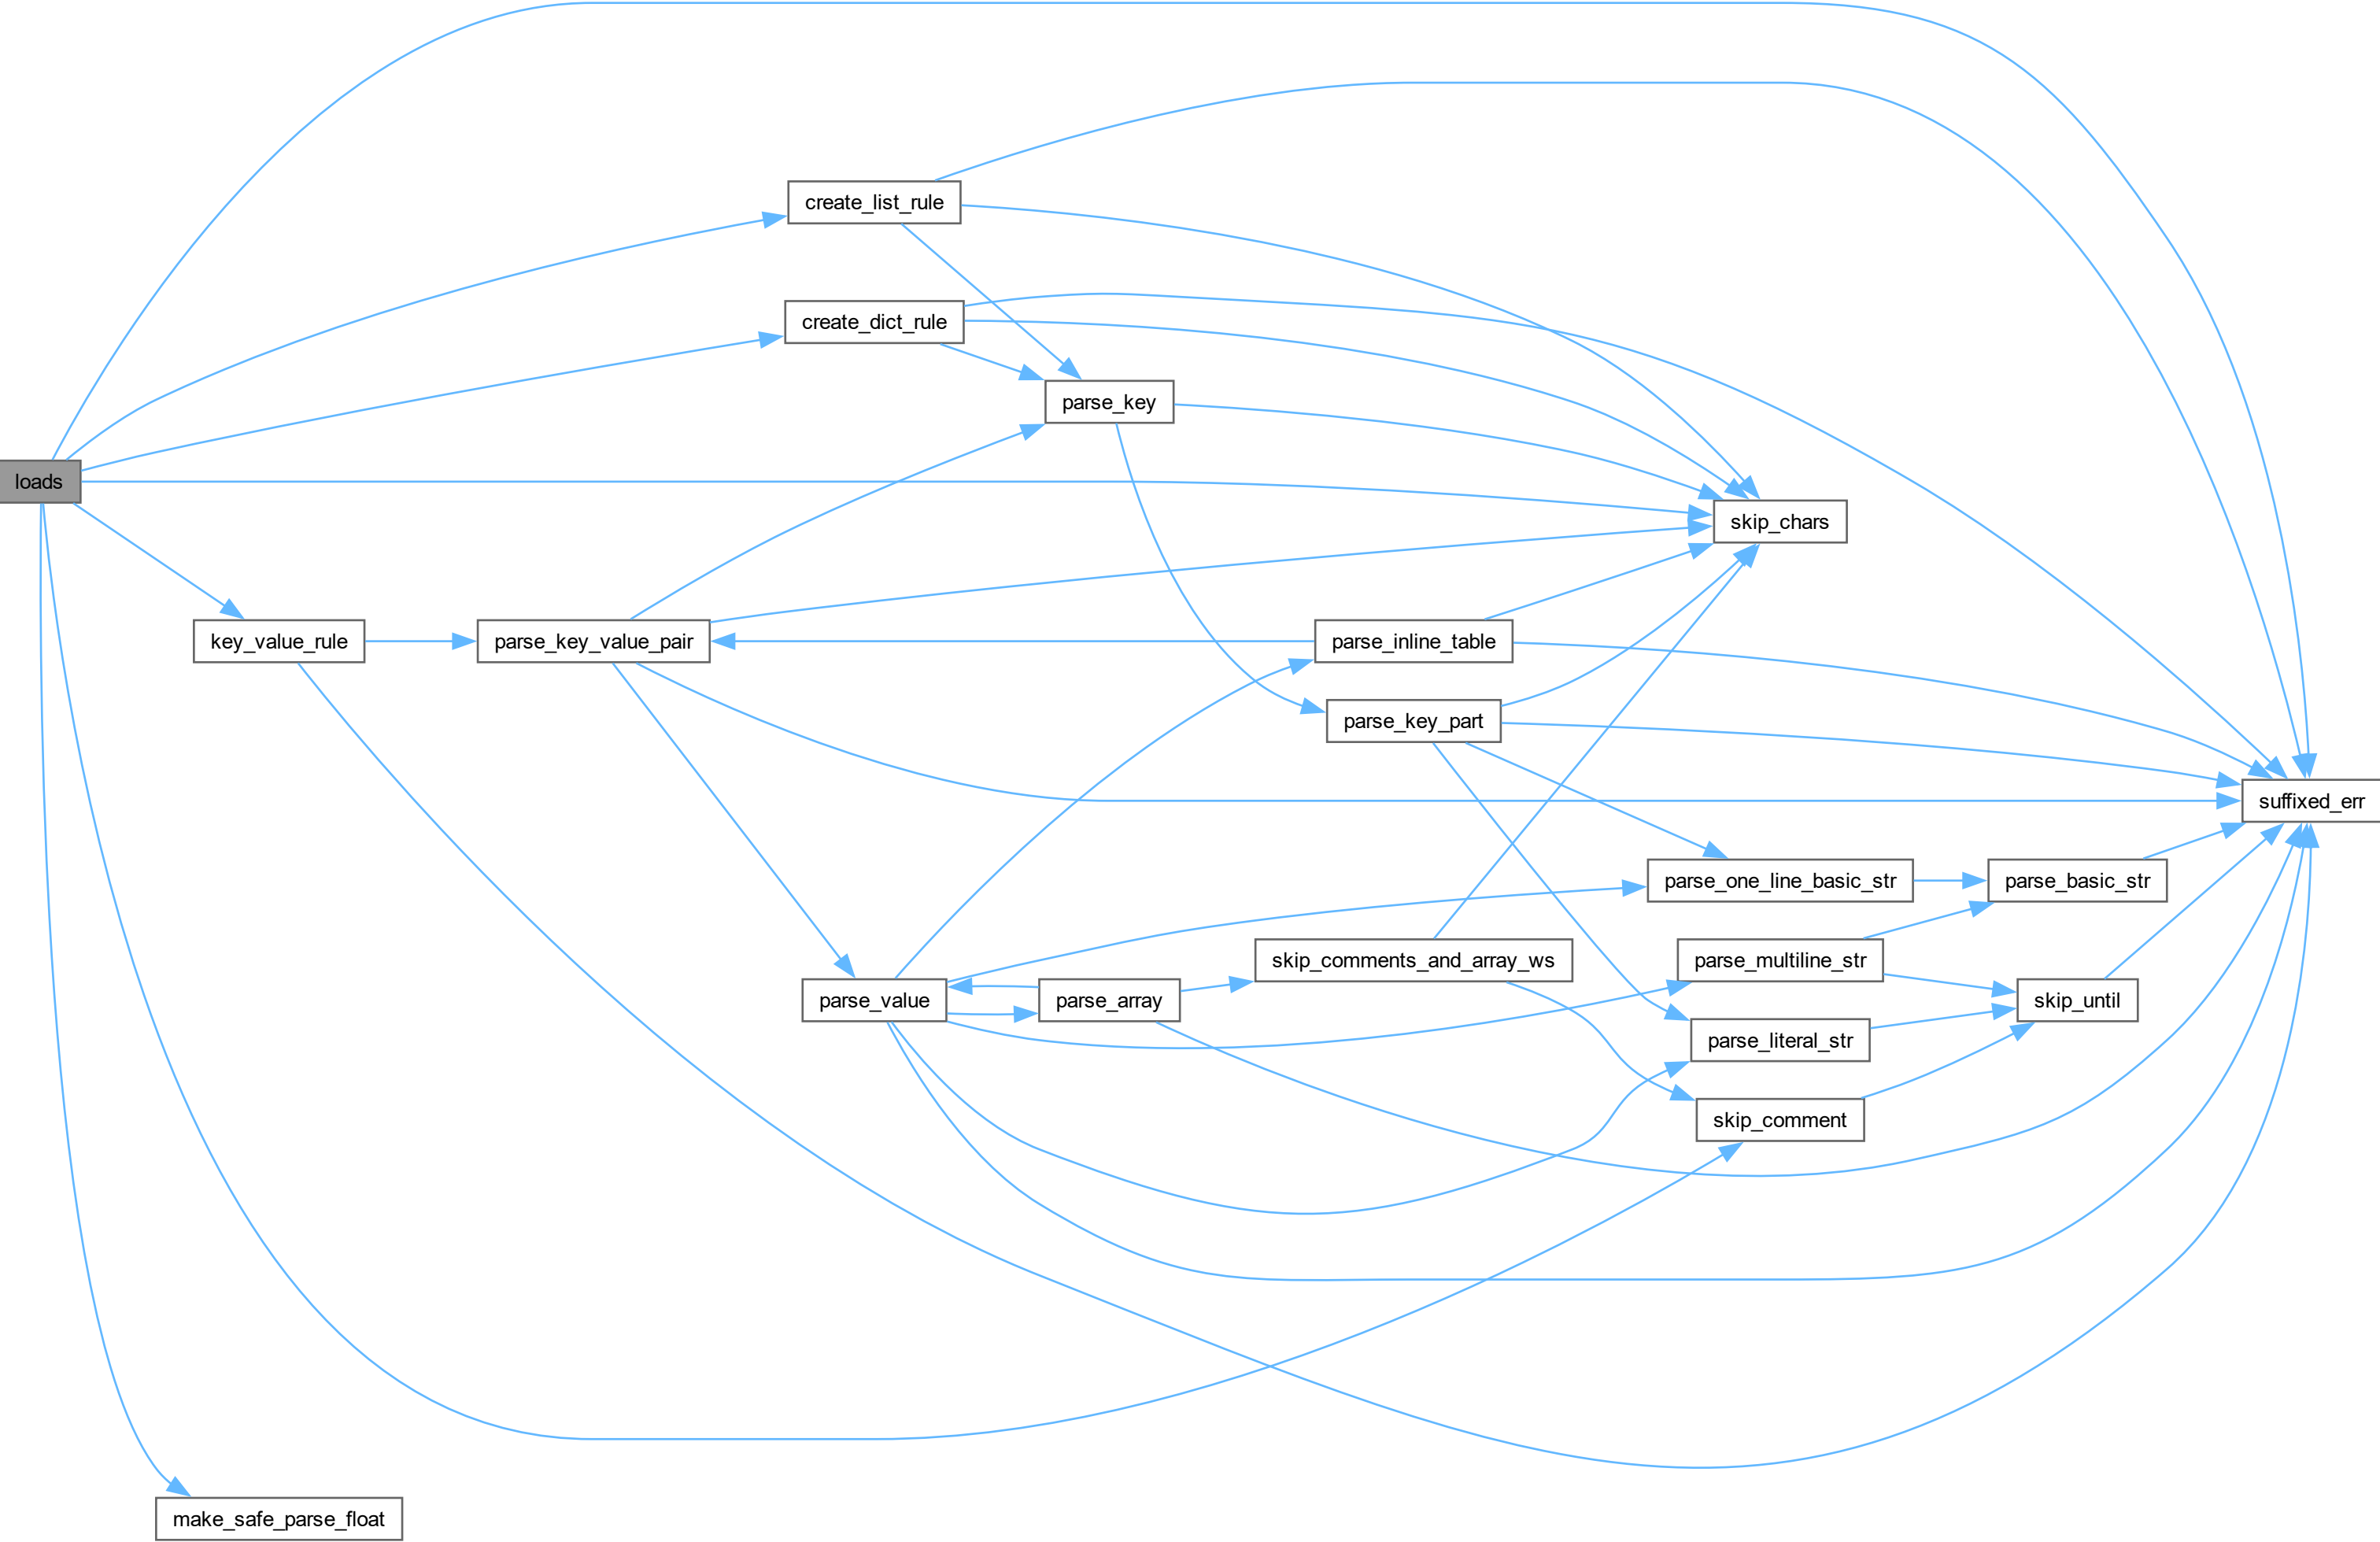 create_list_rule
create_dict_rule
parse_key
loads
skip_chars
key_value_rule
parse_key_value_pair
parse_inline_table
parse_key_part
suffixed_err
parse_one_line_basic_str
parse_basic_str
skip_comments_and_array_ws
parse_multiline_str
parse_value
parse_array
skip_until
parse_literal_str
skip_comment
make_safe_parse_float